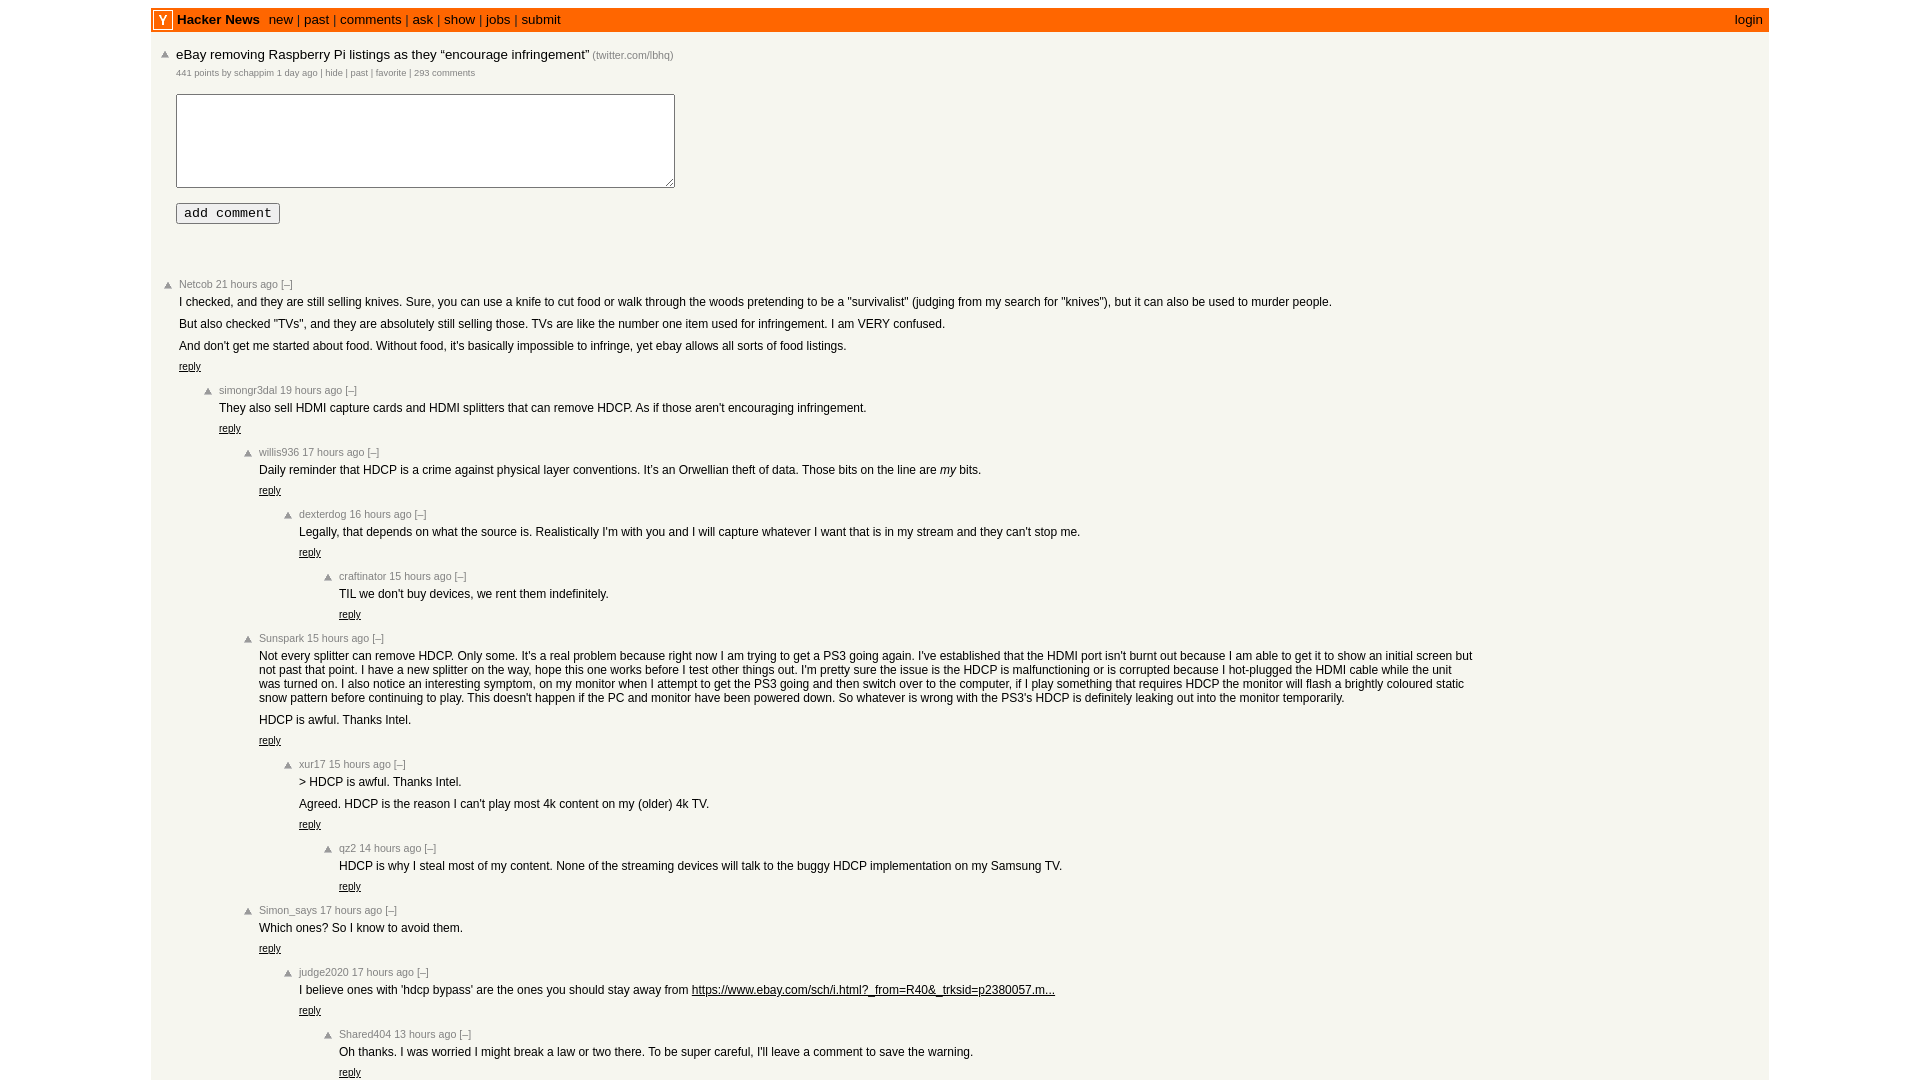 Y Hacker News new | past | comments | ask | show | jobs | submit login
eBay removing Raspberry Pi listings as they “encourage infringement” (twitter.com/lbhq)
441 points by schappim 1 day ago | hide | past | favorite | 293 comments
add comment
Netcob 21 hours ago [–]
I checked, and they are still selling knives. Sure, you can use a knife to cut food or walk through the woods pretending to be a "survivalist" (judging from my search for "knives"), but it can also be used to murder people.
But also checked "TVs", and they are absolutely still selling those. TVs are like the number one item used for infringement. I am VERY confused.
And don't get me started about food. Without food, it's basically impossible to infringe, yet ebay allows all sorts of food listings.
reply
simongr3dal 19 hours ago [–]
They also sell HDMI capture cards and HDMI splitters that can remove HDCP. As if those aren't encouraging infringement.
reply
willis936 17 hours ago [–]
Daily reminder that HDCP is a crime against physical layer conventions. It’s an Orwellian theft of data. Those bits on the line are my bits.
reply
dexterdog 16 hours ago [–]
Legally, that depends on what the source is. Realistically I'm with you and I will capture whatever I want that is in my stream and they can't stop me.
reply
craftinator 15 hours ago [–]
TIL we don't buy devices, we rent them indefinitely.
reply
Sunspark 15 hours ago [–]
Not every splitter can remove HDCP. Only some. It's a real problem because right now I am trying to get a PS3 going again. I've established that the HDMI port isn't burnt out because I am able to get it to show an initial screen but
not past that point. I have a new splitter on the way, hope this one works before I test other things out. I'm pretty sure the issue is the HDCP is malfunctioning or is corrupted because I hot-plugged the HDMI cable while the unit
was turned on. I also notice an interesting symptom, on my monitor when I attempt to get the PS3 going and then switch over to the computer, if I play something that requires HDCP the monitor will flash a brightly coloured static
snow pattern before continuing to play. This doesn't happen if the PC and monitor have been powered down. So whatever is wrong with the PS3's HDCP is definitely leaking out into the monitor temporarily.
HDCP is awful. Thanks Intel.
reply
xur17 15 hours ago [–]
> HDCP is awful. Thanks Intel.
Agreed. HDCP is the reason I can't play most 4k content on my (older) 4k TV.
reply
qz2 14 hours ago [–]
HDCP is why I steal most of my content. None of the streaming devices will talk to the buggy HDCP implementation on my Samsung TV.
reply
Simon_says 17 hours ago [–]
Which ones? So I know to avoid them.
reply
judge2020 17 hours ago [–]
I believe ones with 'hdcp bypass' are the ones you should stay away from https://www.ebay.com/sch/i.html?_from=R40&_trksid=p2380057.m...
reply
Shared404 13 hours ago [–]
Oh thanks. I was worried I might break a law or two there. To be super careful, I'll leave a comment to save the warning.
reply